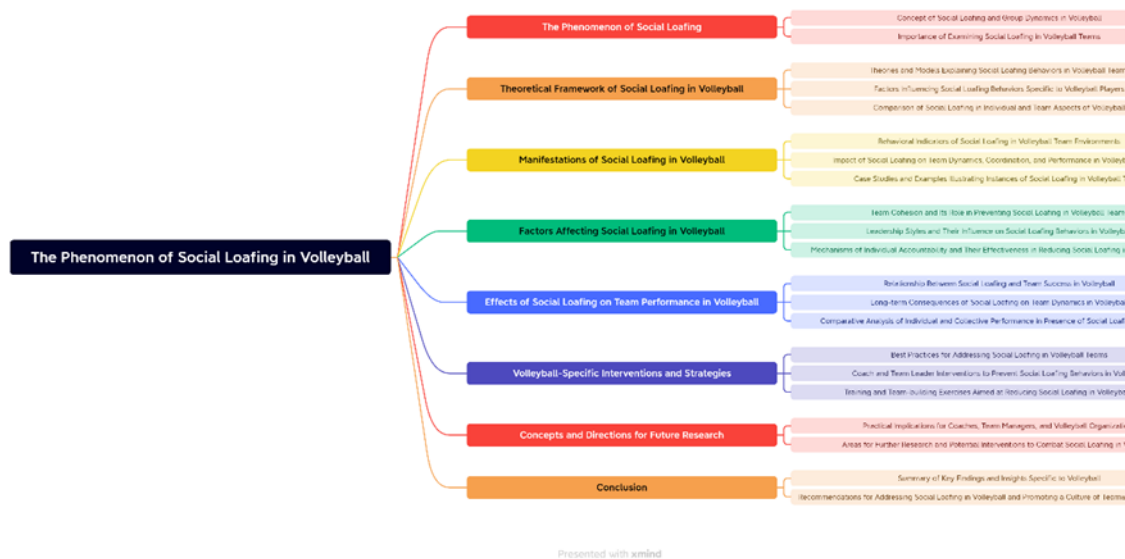 The Phenomenon of Social Loafing in Volleyball
The Phenomenon of Social Loafing
Concept of Social Loafing and Group Dynamics in Volleyball
Importance of Examining Social Loafing in Volleyball Teams
Theoretical Framework of Social Loafing in Volleyball
Theories and Models Explaining Social Loafing Behaviors in Volleyball Team
Factors Influencing Social Loafing Behaviors Specific to Volleyball Players
Comparison of Social Loafing in Individual and Team Aspects of Volleyball
Manifestations of Social Loafing in Volleyball
Behavioral Indicators of Social Loafing in Volleyball Team Environments
Impact of Social Loafing on Team Dynamics, Coordination, and Performance in
Case Studies and Examples Illustrating Instances of Social Loafing in Volleyball
Factors Affecting Social Loafing in Volleyball
Team Cohesion and Its Role in Preventing Social Loafing in Volleyball Team
Leadership Styles and Their Influence on Social Loafing Behaviors in
Mechanisms of Individual Accountability and Their Effectiveness in Reducing Social Loafing
Effects of Social Loafing on Team Performance in Volleyball
Relationship Between Social Loafing and Team Success in Volleyball
Long-term Consequences of Social Loafing on Team Dynamics in
Comparative Analysis of Individual and Collective Performance in Presence of Social
Volleyball-Specific Interventions and Strategies
Best Practices for Addressing Social Loafing in Volleyball Teams
Coach and Team Leader Interventions to Prevent Social Loafing Behaviors in
Training and Team-building Exercises Aimed at Reducing Social Loafing in
Concepts and Directions for Future Research
Practical Implications for Coaches, Team Managers, and Volleyball
Areas for Further Research and Potential Interventions to Combat Social Loafing in
Conclusion
Summary of Key Findings and Insights Specific to Volleyball
Recommendations for Addressing Social Loafing in Volleyball and Promoting a Culture of
Presented with xmind